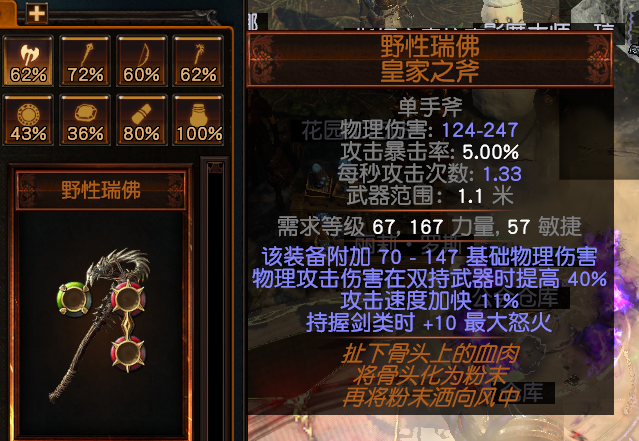 62%
72%
60%
62%
43%
36%
80%
100%
野性瑞佛
野性瑞佛
皇家之斧
单手斧
物理伤害: 124-247
攻击暴击率: 5.00%
每秒攻击次数: 1.33
武器范围: 1.1 米
需求等级 67, 167 力量, 57 敏捷
该装备附加 70 - 147 基础物理伤害
物理攻击伤害在双持武器时提高 40%
攻击速度加快 11%
持握剑类时 +10 最大怒火
扯下骨头上的血肉
将骨头化为粉末
再将粉末洒向风中
花园
仓库
仓库